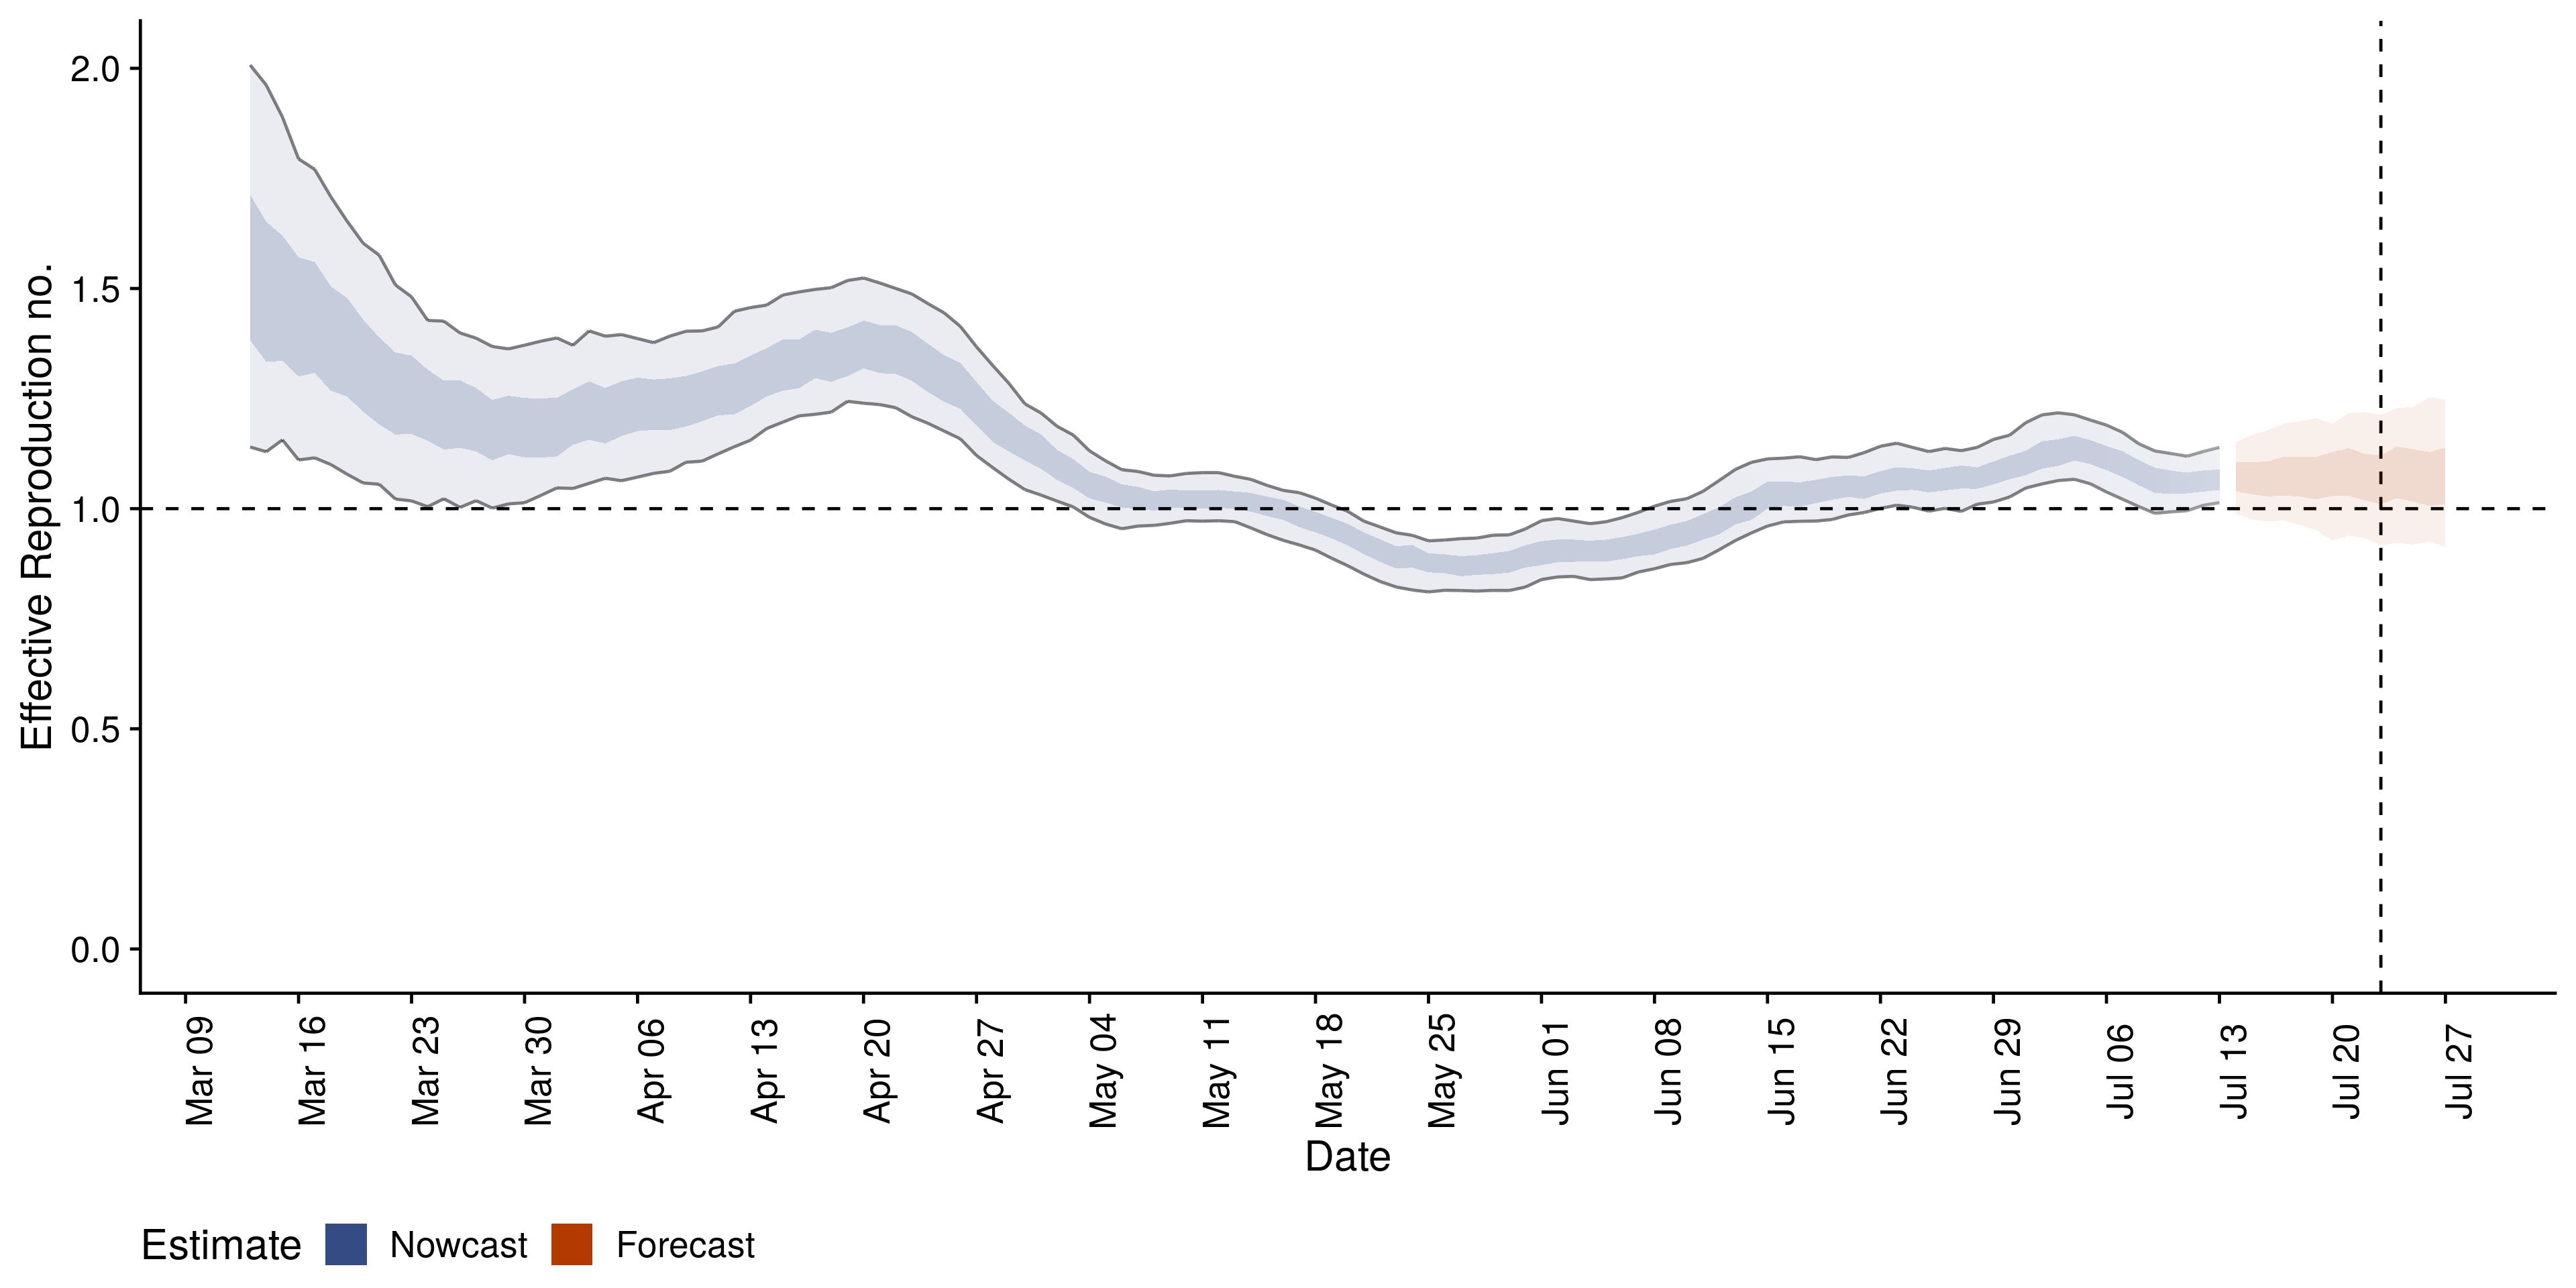 Effective Reproduction no.
2.0
1.5
1.0
0.5
0.0
Mar 09
Mar 16
Mar 23
Mar 30
Apr 06
Apr 13
Apr 20
Apr 27
May 04
May 11
May 18
May 25
Jun 01
Jun 08
Jun 15
Jun 22
Jun 29
Jul 06
Jul 13
Jul 20
Jul 27
Date
Estimate Nowcast Forecast